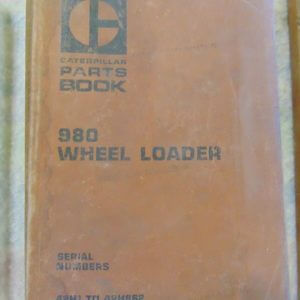 CATERPILLAR
PARTS
BOOK
980
WHEEL LOADER
SERIAL
NUMBERS